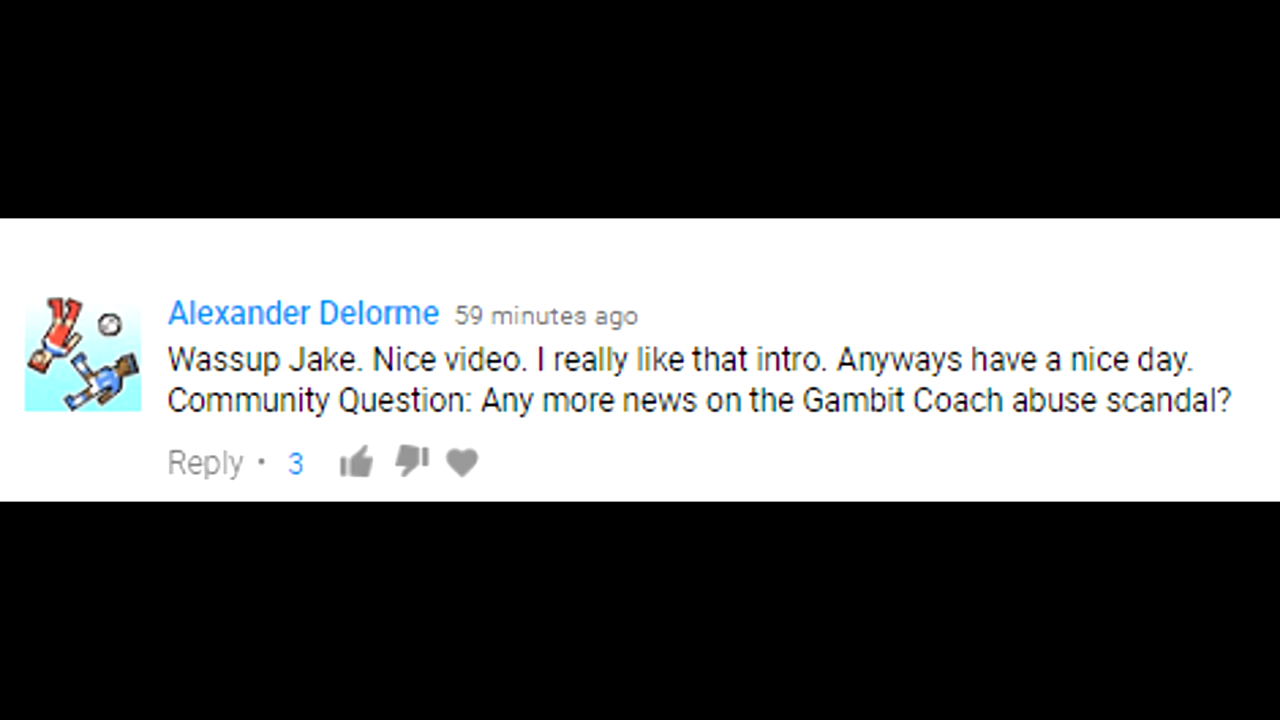 Alexander Delorme 59 minutes ago
Wassup Jake. Nice video. I really like that intro. Anyways have a nice day.
Community Question: Any more news on the Gambit Coach abuse scandal?
Reply • 3